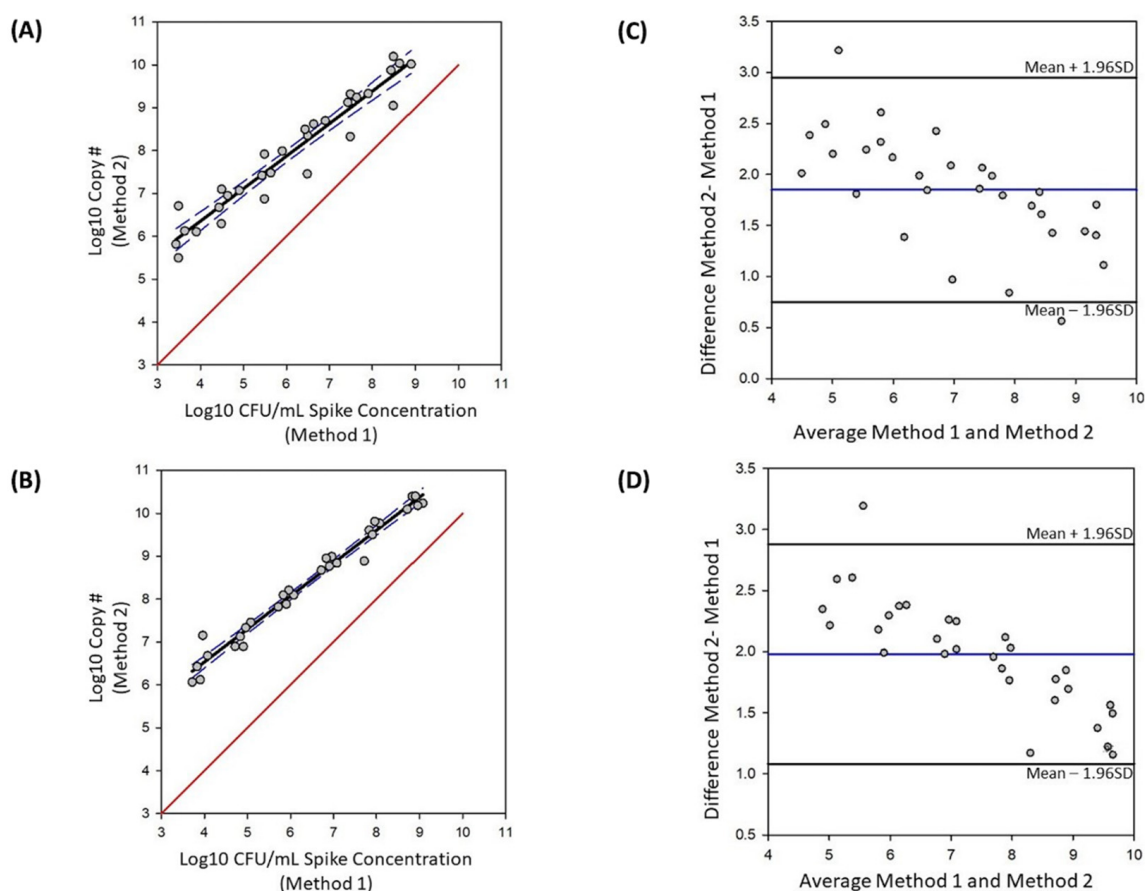 (A)
11
10
9
8
7
6
5
4
3
Log10 Copy #
(Method 2)
3 4 5 6 7 8 9 10 11
Log10 CFU/mL Spike Concentration
(Method 1)
(C)
3.5
3.0
2.5
2.0
1.5
1.0
0.5
0.0
Difference Method 2- Method 1
Mean + 1.96SD
Mean – 1.96SD
4 5 6 7 8 9 10
Average Method 1 and Method 2
(B)
11
10
9
8
7
6
5
4
3
Log10 Copy #
(Method 2)
3 4 5 6 7 8 9 10 11
Log10 CFU/mL Spike Concentration
(Method 1)
(D)
3.5
3.0
2.5
2.0
1.5
1.0
0.5
Difference Method 2- Method 1
Mean + 1.96SD
Mean – 1.96SD
4 5 6 7 8 9 10
Average Method 1 and Method 2